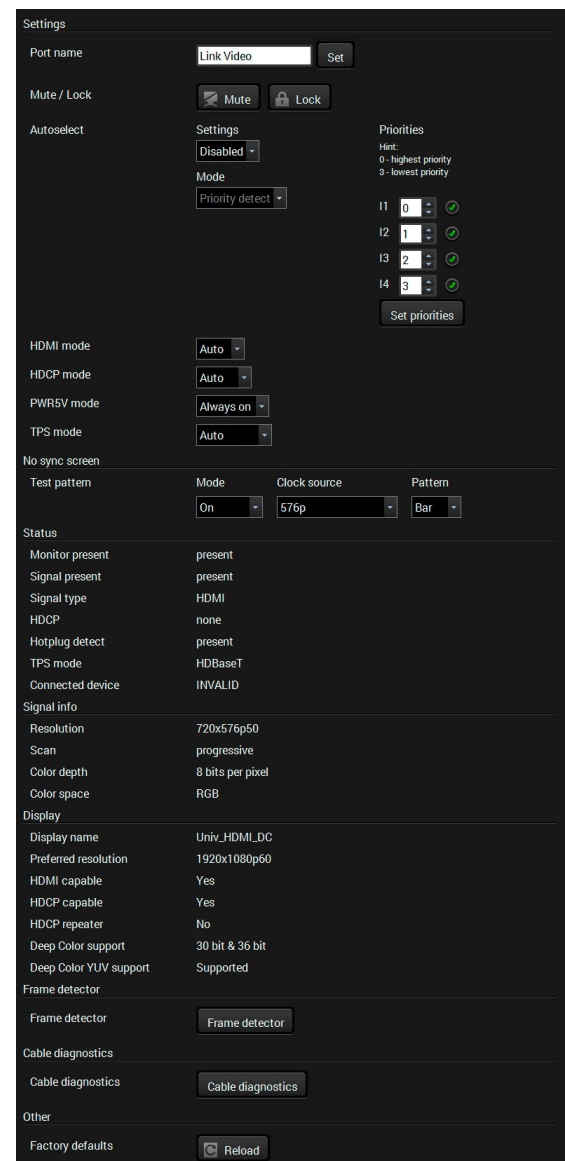 Settings
Port name Link Video Set
Mute / Lock Mute Lock
Autoselect Settings Priorities
Disabled Hint:
0 - highest priority
3 - lowest priority
Mode
Priority detect
I1 0
I2 1
I3 2
I4 3
Set priorities
HDMI mode Auto
HDCP mode Auto
PWR5V mode Always on
TPS mode Auto
No sync screen
Test pattern Mode Clock source Pattern
On 576p Bar
Status
Monitor present present
Signal present present
Signal type HDMI
HDCP none
Hotplug detect present
TPS mode HDBaseT
Connected device INVALID
Signal info
Resolution 720x576p50
Scan progressive
Color depth 8 bits per pixel
Color space RGB
Display
Display name Univ_HDMI_DC
Preferred resolution 1920x1080p60
HDMI capable Yes
HDCP capable Yes
HDCP repeater No
Deep Color support 30 bit & 36 bit
Deep Color YUV support Supported
Frame detector
Frame detector Frame detector
Cable diagnostics
Cable diagnostics Cable diagnostics
Other
Factory defaults Reload